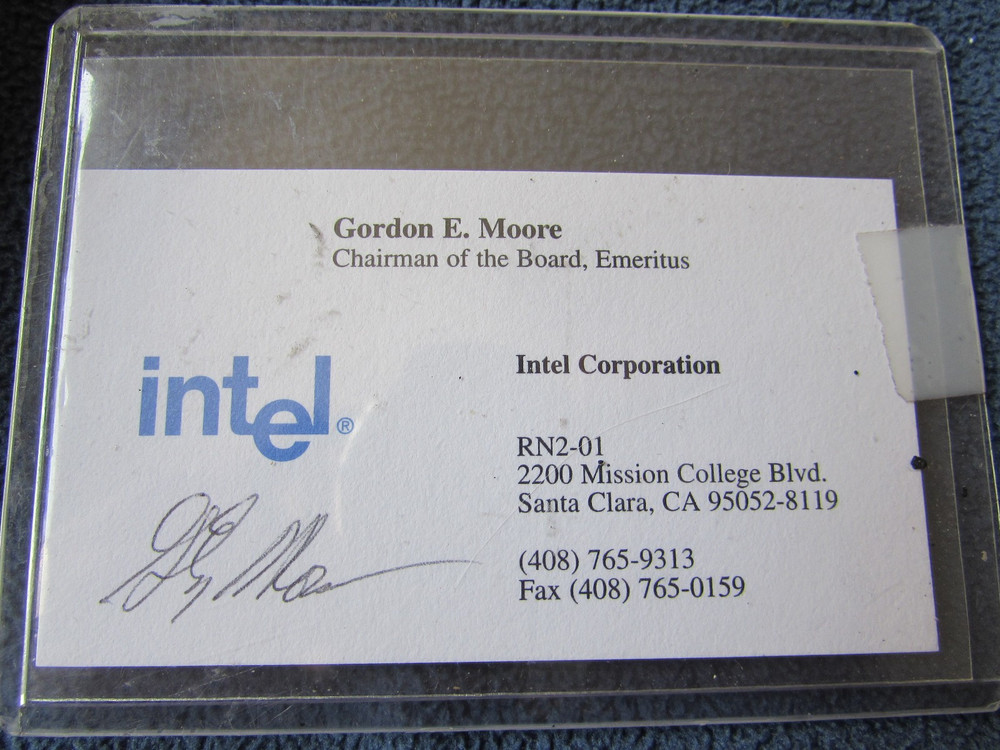 Gordon E. Moore
Chairman of the Board, Emeritus
intel®
Intel Corporation
RN2-01
2200 Mission College Blvd.
Santa Clara, CA 95052-8119
(408) 765-9313
Fax (408) 765-0159